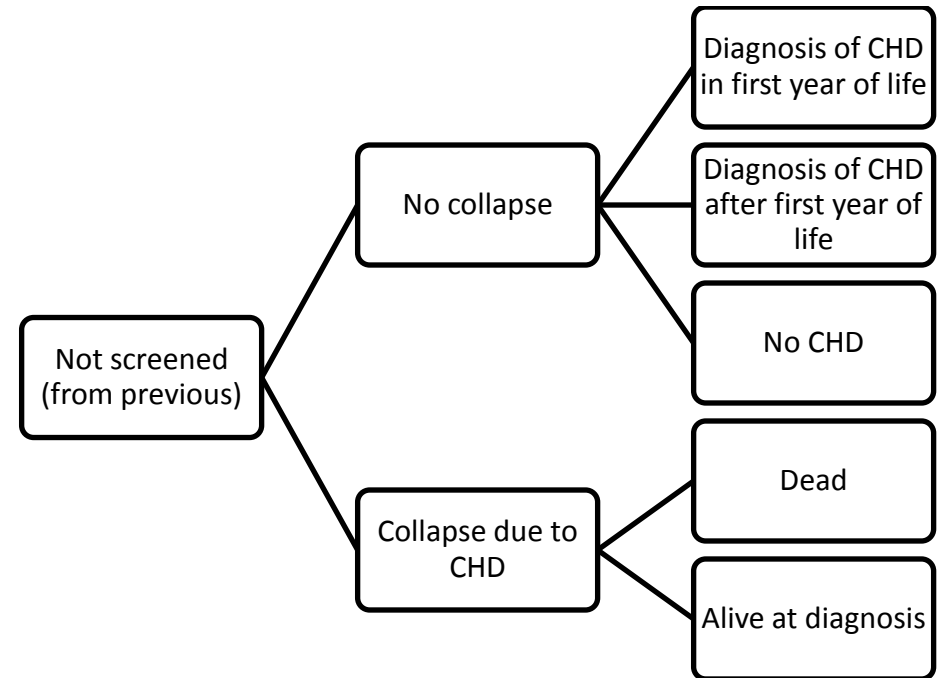 Diagnosis of CHD
in first year of life
No collapse
Diagnosis of CHD
after first year of
life
No CHD
Not screened
(from previous)
Collapse due to
CHD
Dead
Alive at diagnosis